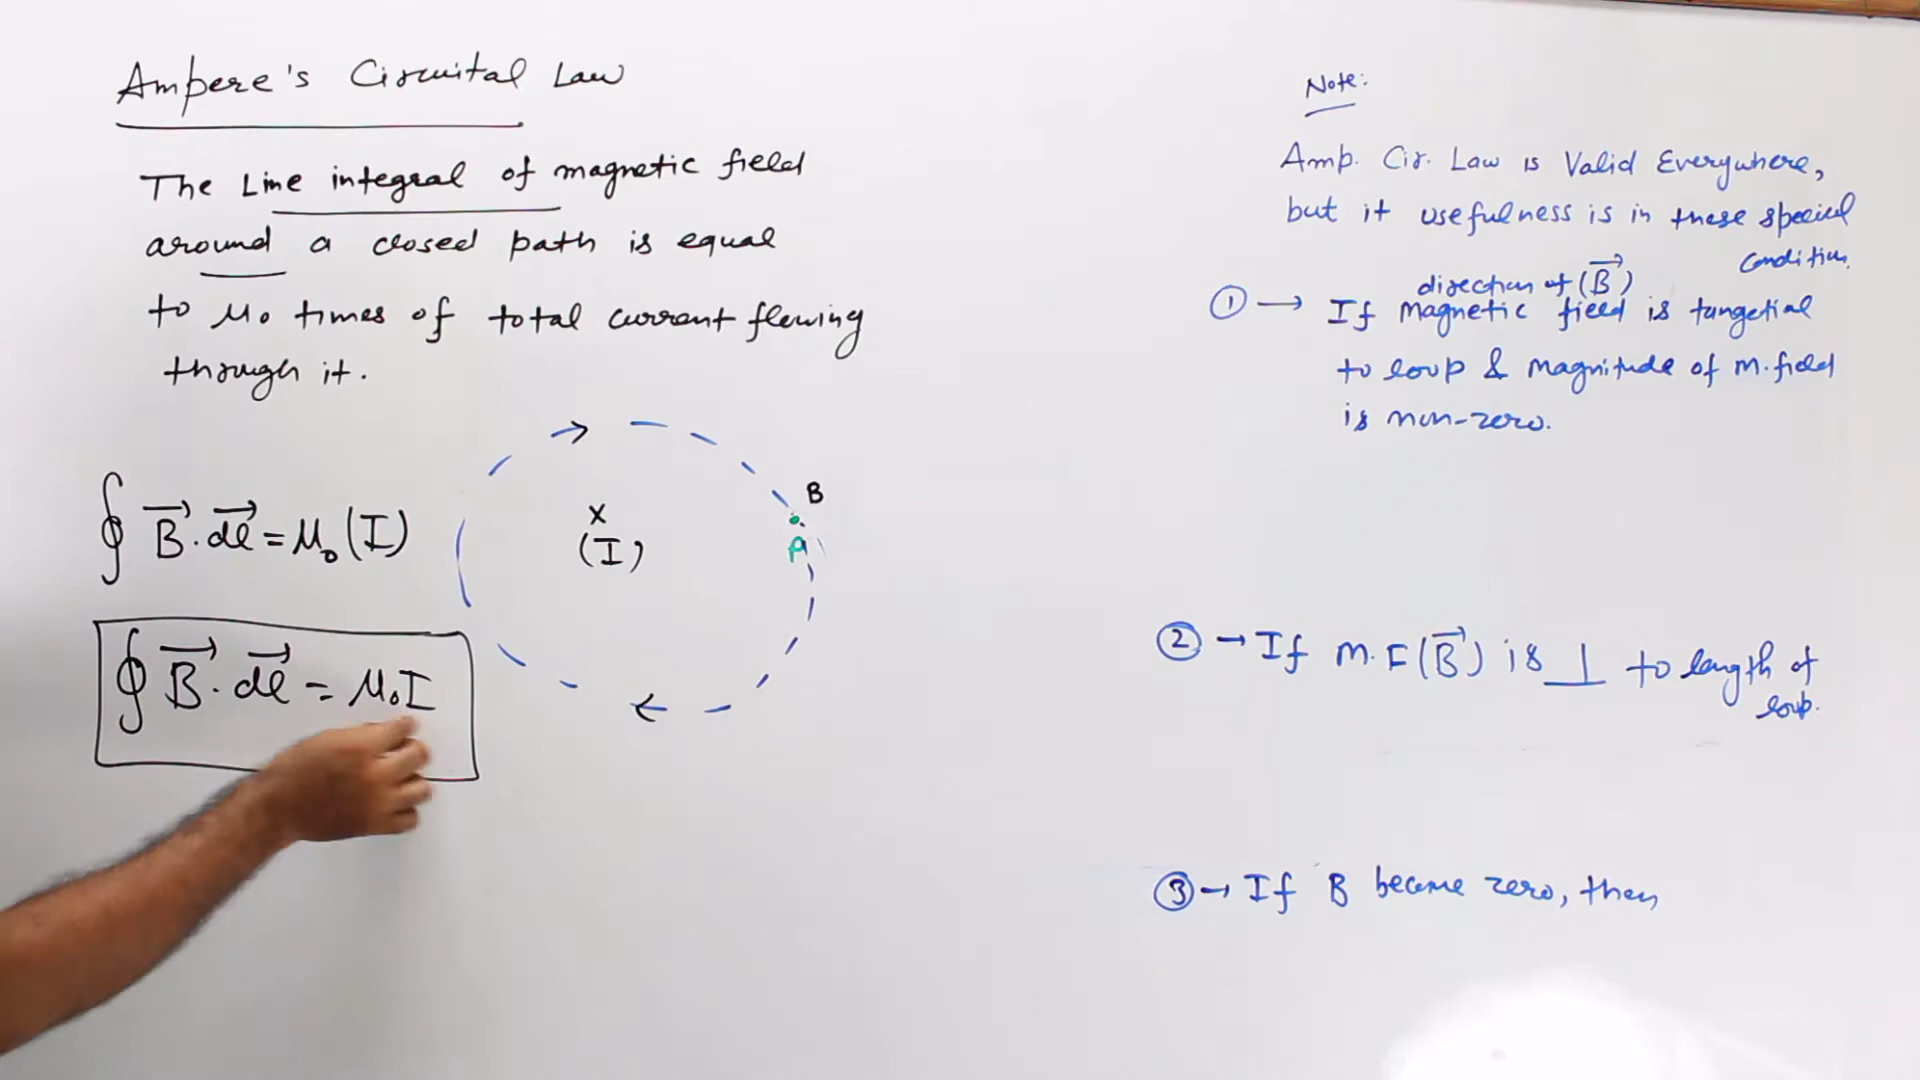 Ampere's Circuital Law
The Line integral of magnetic field
around a closed path is equal
to μ₀ times of total current flowing
through it.
∮ B⃗·dl⃗ = μ₀(I)
∮ B⃗·dl⃗ = μ₀I
x
(I)
B
P
Note:
Amp. Cir. Law is Valid Everywhere,
but it usefulness is in these special
condition.
direction of (B⃗)
① → If magnetic field is tangetial
to loop & magnitude of m.field
is non-zero.
② → If M.F (B⃗) is ⊥ to length of
loop.
③ → If B become zero, then